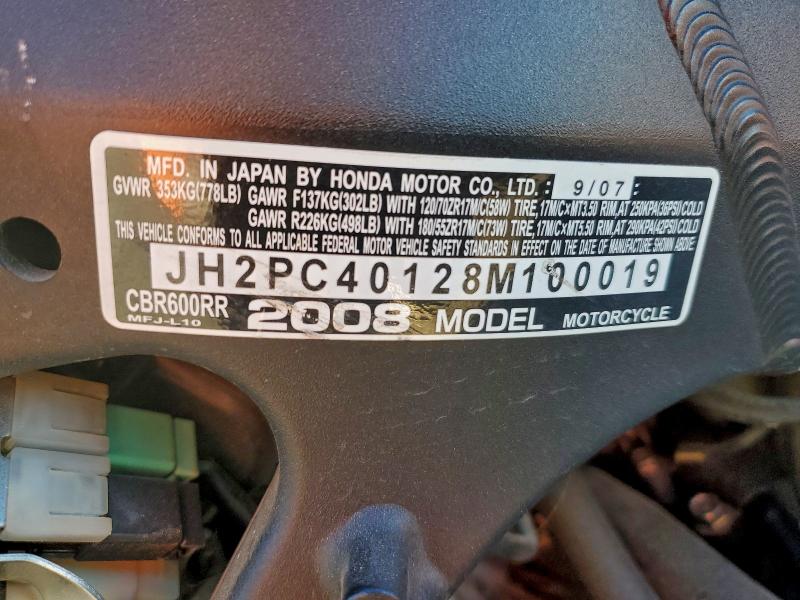 MFD. IN JAPAN BY HONDA MOTOR CO., LTD. : 9/07 :
GVWR 353KG(778LB) GAWR F137KG(302LB) WITH 120/70ZR17M/C(58W) TIRE,17M/C×MT3.50 RIM,AT 250KPA(36PSI)COLD
GAWR R226KG(498LB) WITH 180/55ZR17M/C(73W) TIRE,17M/C×MT5.50 RIM,AT 290KPA(42PSI)COLD
THIS VEHICLE CONFORMS TO ALL APPLICABLE FEDERAL MOTOR VEHICLE SAFETY STANDARDS IN EFFECT ON THE DATE OF MANUFACTURE SHOWN ABOVE.
JH2PC40128M100019
CBR600RR 2008 MODEL MOTORCYCLE
MFJ-L10